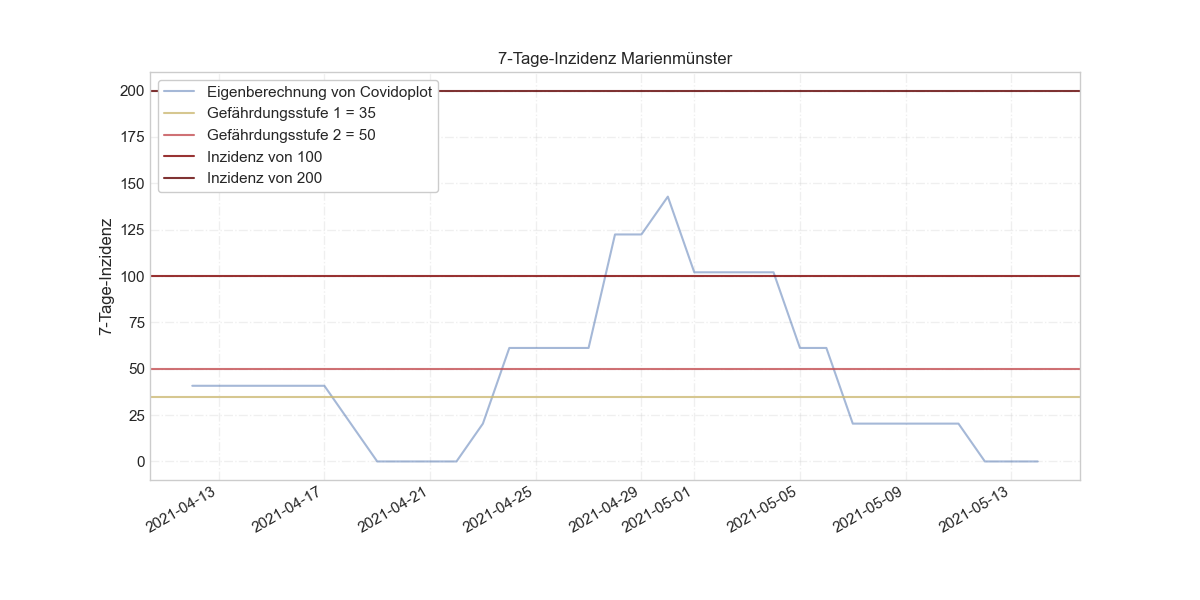 7-Tage-Inzidenz Marienmünster
Eigenberechnung von Covidoplot
Gefährdungsstufe 1 = 35
Gefährdungsstufe 2 = 50
Inzidenz von 100
Inzidenz von 200
7-Tage-Inzidenz
200
175
150
125
100
75
50
25
0
2021-04-13
2021-04-17
2021-04-21
2021-04-25
2021-04-29
2021-05-01
2021-05-05
2021-05-09
2021-05-13